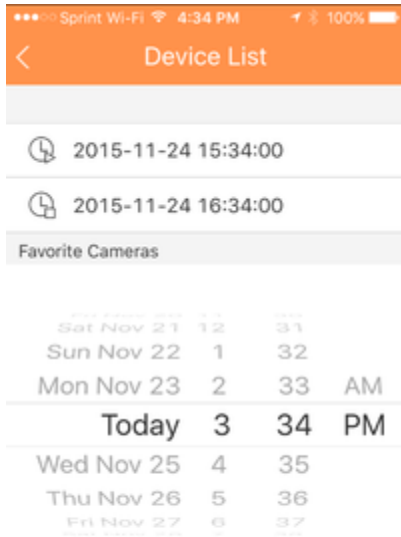 Sprint Wi-Fi 4:34 PM 100%
Device List
2015-11-24 15:34:00
2015-11-24 16:34:00
Favorite Cameras
Sat Nov 21 12 31
Sun Nov 22 1 32
Mon Nov 23 2 33 AM
Today 3 34 PM
Wed Nov 25 4 35
Thu Nov 26 5 36
Fri Nov 27 6 37